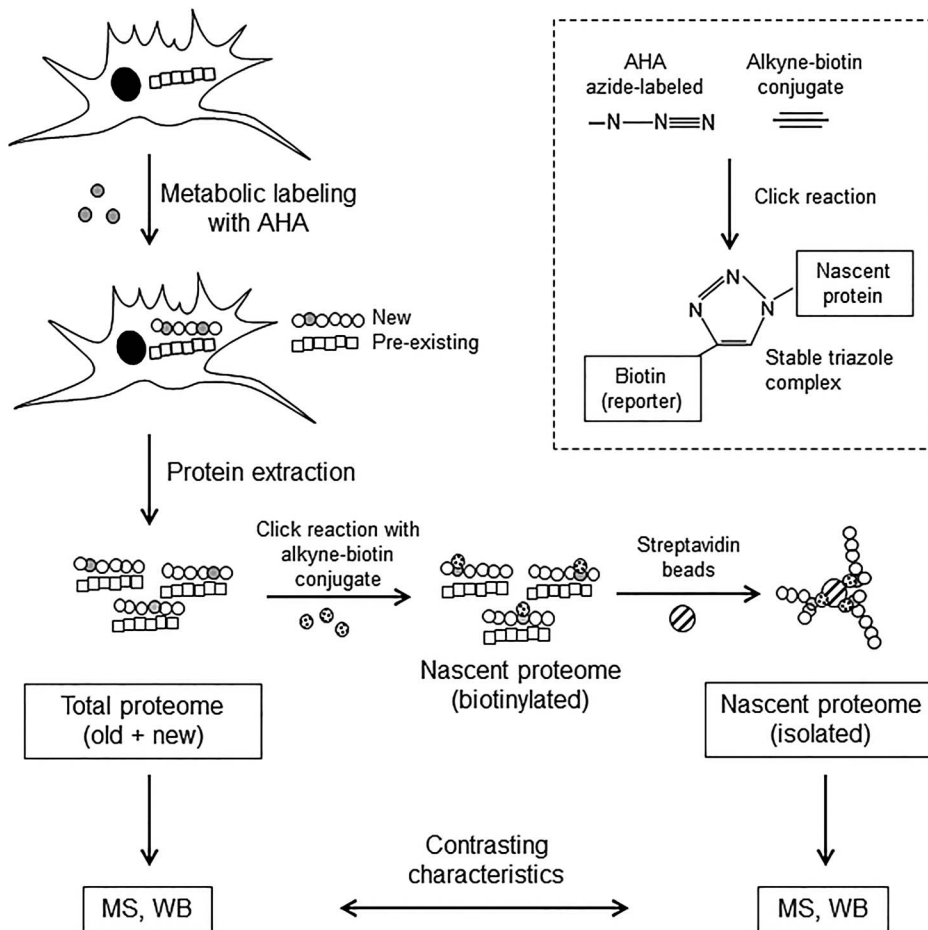 AHA
azide-labeled
Alkyne-biotin
conjugate
N N N
Click reaction
N
N
N
Nascent
protein
Stable triazole
complex
Biotin
(reporter)
Metabolic labeling
with AHA
New
Pre-existing
Protein extraction
Click reaction with
alkyne-biotin
conjugate
Streptavidin
beads
Nascent proteome
(biotinylated)
Total proteome
(old + new)
Nascent proteome
(isolated)
Contrasting
characteristics
MS, WB
MS, WB